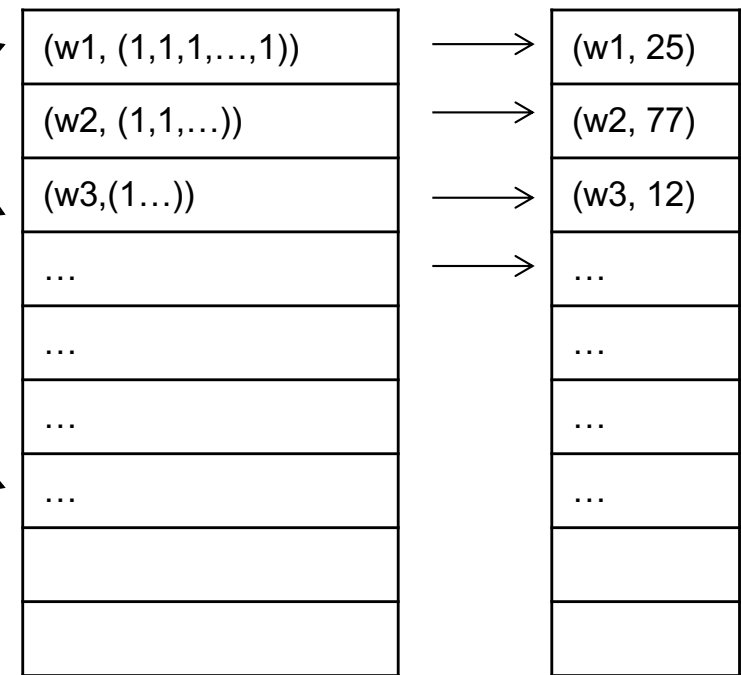 (w1, (1,1,1,…,1))
(w1, 25)
(w2, (1,1,…))
(w2, 77)
(w3,(1…))
(w3, 12)
…
…
…
…
…
…
…
…